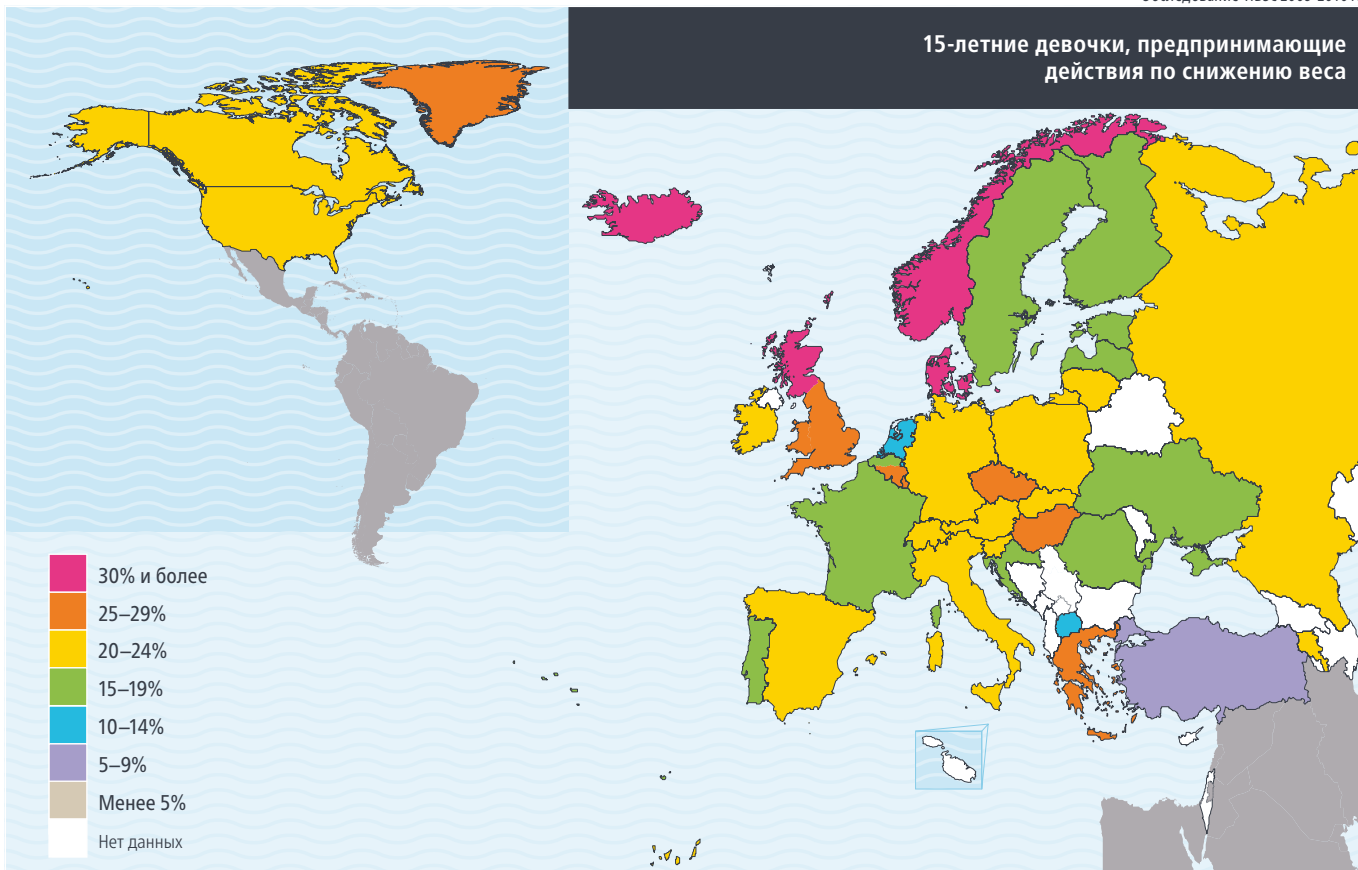 15-летние девочки, предпринимающие
действия по снижению веса
30% и более
25–29%
20–24%
15–19%
10–14%
5–9%
Менее 5%
Нет данных